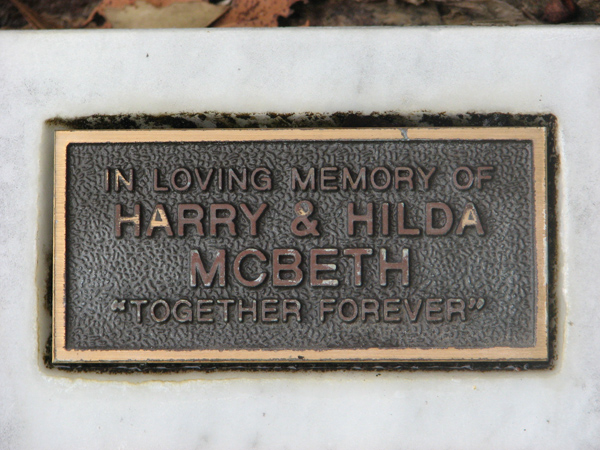 IN LOVING MEMORY OF
HARRY & HILDA
MCBETH
"TOGETHER FOREVER"